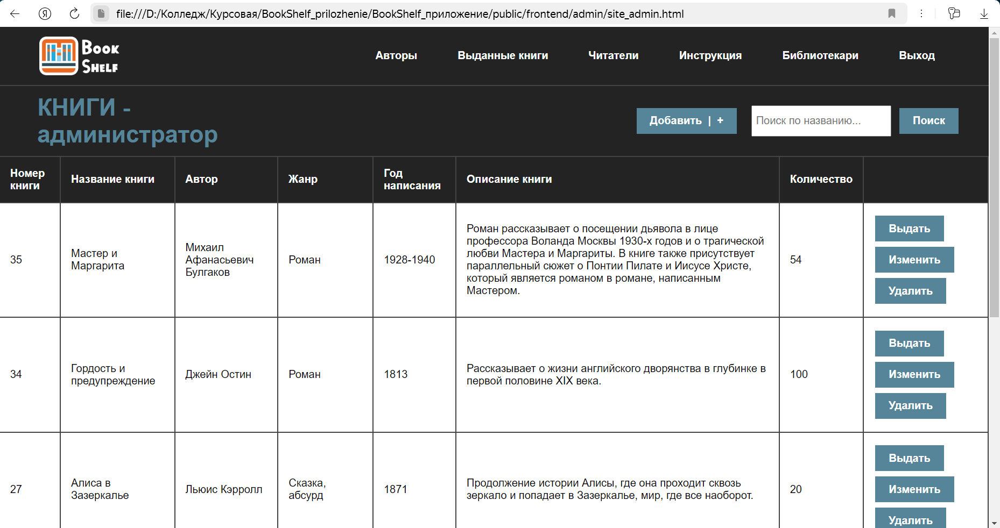 Я
file:///D:/Колледж/Курсовая/BookShelf_prilozhenie/BookShelf_приложение/public/frontend/admin/site_admin.html
Book
Shelf
Авторы
Выданные книги
Читатели
Инструкция
Библиотекари
Выход
КНИГИ -
администратор
Добавить | +
Поиск по названию...
Поиск
Номер
книги
Название книги
Автор
Жанр
Год
написания
Описание книги
Количество
35
Мастер и
Маргарита
Михаил
Афанасьевич
Булгаков
Роман
1928-1940
Роман рассказывает о посещении дьявола в лице
профессора Воланда Москвы 1930-х годов и о трагической
любви Мастера и Маргариты. В книге также присутствует
параллельный сюжет о Понтии Пилате и Иисусе Христе,
который является романом в романе, написанным
Мастером.
54
Выдать
Изменить
Удалить
34
Гордость и
предупреждение
Джейн Остин
Роман
1813
Рассказывает о жизни английского дворянства в глубинке в
первой половине XIX века.
100
Выдать
Изменить
Удалить
27
Алиса в
Зазеркалье
Льюис Кэрролл
Сказка,
абсурд
1871
Продолжение истории Алисы, где она проходит сквозь
зеркало и попадает в Зазеркалье, мир, где все наоборот.
20
Выдать
Изменить
Удалить